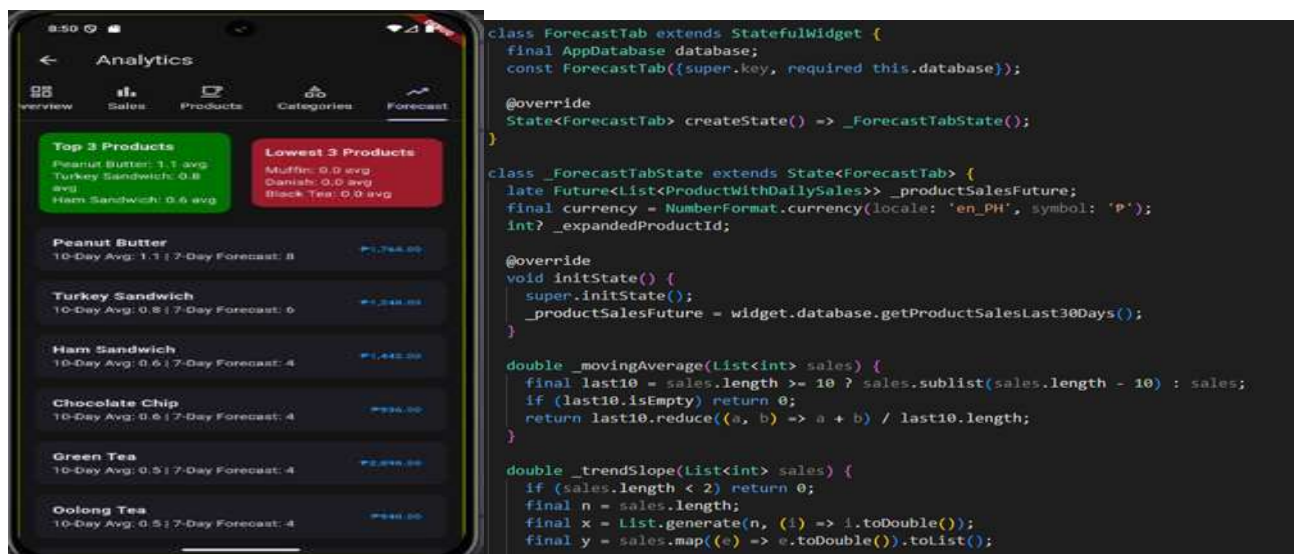 8:50
Analytics
Sales
Products
Categories
Forecast
Top 3 Products
Peanut Butter: 1.1 avg
Turkey Sandwich: 0.8
avg
Ham Sandwich: 0.6 avg
Lowest 3 Products
Muffin: 0.0 avg
Danish: 0.0 avg
Black Tea: 0.0 avg
Peanut Butter
10-Day Avg: 1.1 | 7-Day Forecast: 8
Turkey Sandwich
10-Day Avg: 0.8 | 7-Day Forecast: 6
Ham Sandwich
10-Day Avg: 0.6 | 7-Day Forecast: 4
Chocolate Chip
10-Day Avg: 0.6 | 7-Day Forecast: 4
Green Tea
10-Day Avg: 0.5 | 7-Day Forecast: 4
Oolong Tea
10-Day Avg: 0.5 | 7-Day Forecast: 4
class ForecastTab extends StatefulWidget {
final AppDatabase database;
const ForecastTab({super.key, required this.database});
@override
State<ForecastTab> createState() => _ForecastTabState();
}
class _ForecastTabState extends State<ForecastTab> {
late Future<List<ProductWithDailySales>> _productSalesFuture;
final currency = NumberFormat.currency(locale: 'en_PH', symbol: '₱');
int? _expandedProductId;
@override
void initState() {
super.initState();
_productSalesFuture = widget.database.getProductSalesLast30Days();
}
double _movingAverage(List<int> sales) {
final last10 = sales.length >= 10 ? sales.sublist(sales.length - 10) : sales;
if (last10.isEmpty) return 0;
return last10.reduce((a, b) => a + b) / last10.length;
}
double _trendSlope(List<int> sales) {
if (sales.length < 2) return 0;
final n = sales.length;
final x = List.generate(n, (i) => i.toDouble());
final y = sales.map((e) => e.toDouble()).toList();